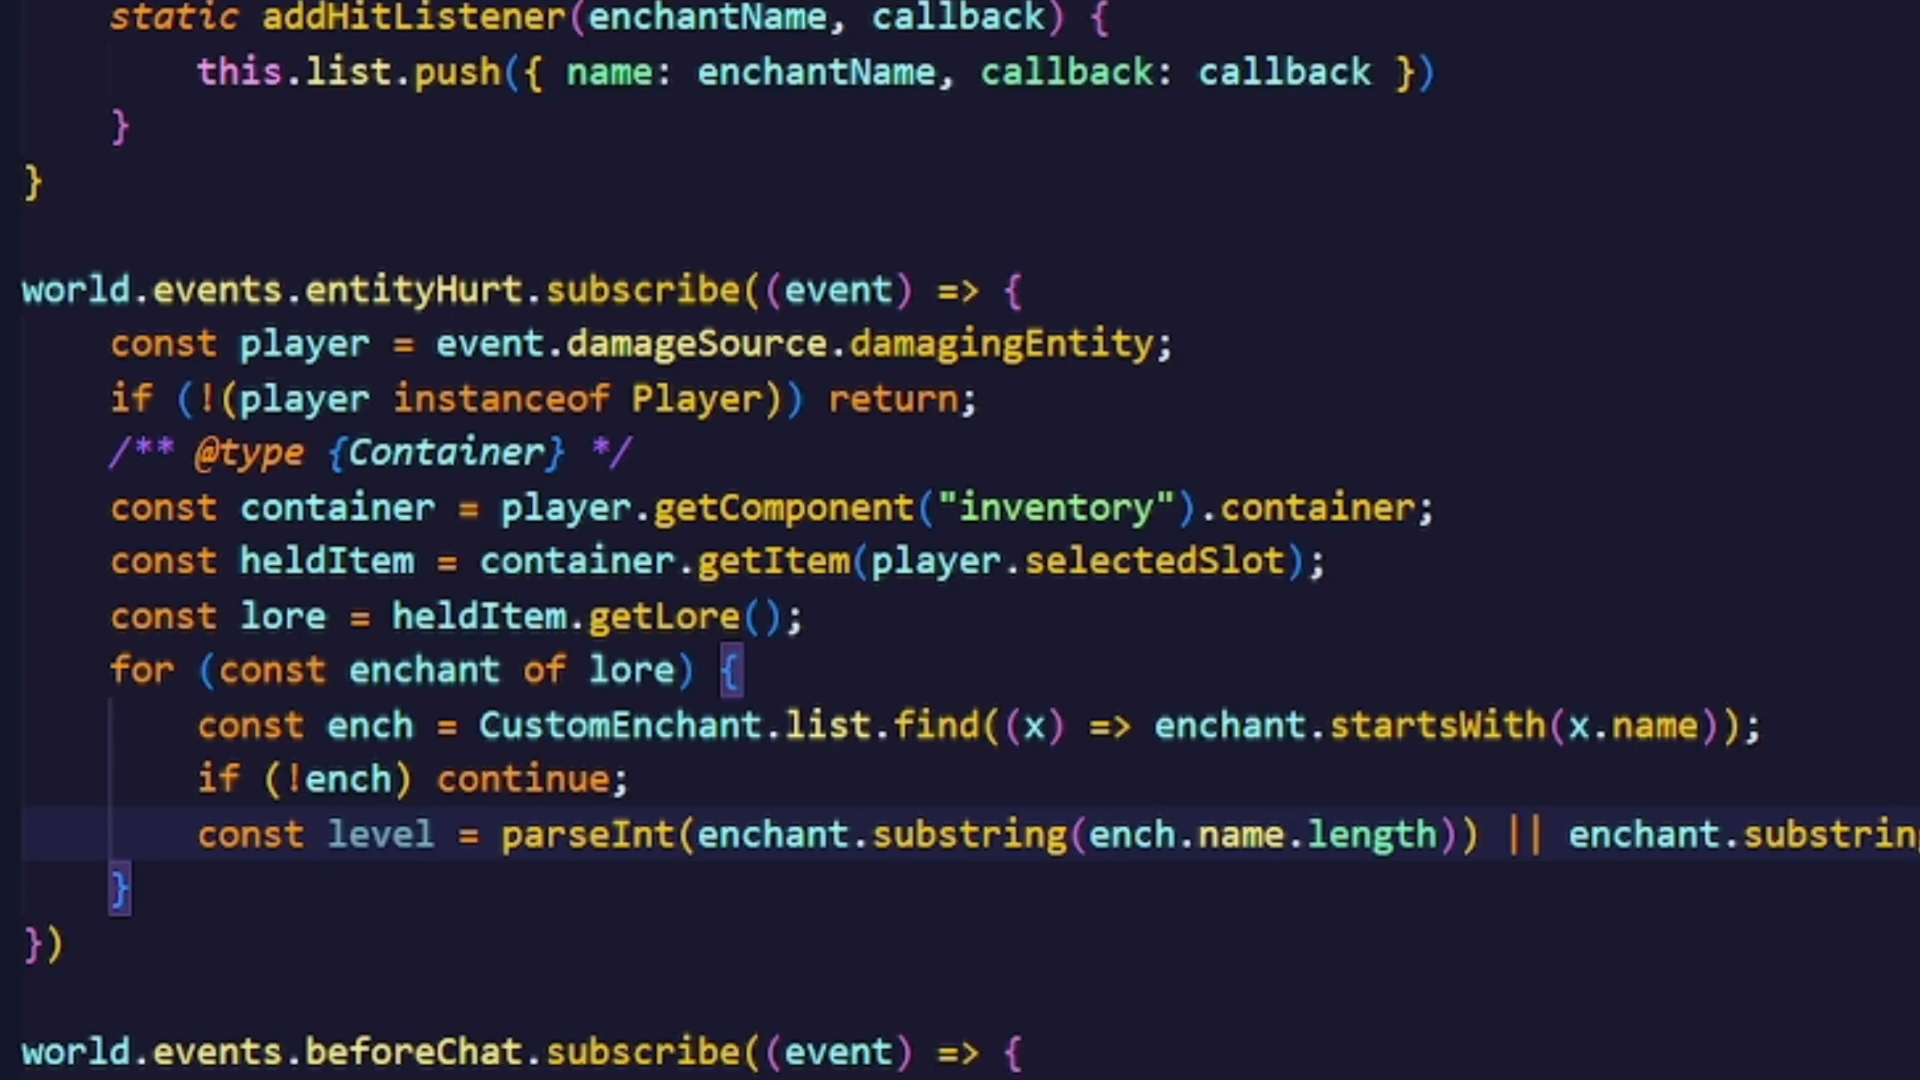 static addHitListener(enchantName, callback) {
this.list.push({ name: enchantName, callback: callback })
}
}
world.events.entityHurt.subscribe((event) => {
const player = event.damageSource.damagingEntity;
if (!(player instanceof Player)) return;
/** @type {Container} */
const container = player.getComponent("inventory").container;
const heldItem = container.getItem(player.selectedSlot);
const lore = heldItem.getLore();
for (const enchant of lore) {
const ench = CustomEnchant.list.find((x) => enchant.startsWith(x.name));
if (!ench) continue;
const level = parseInt(enchant.substring(ench.name.length)) || enchant.substring
}
})
world.events.beforeChat.subscribe((event) => {